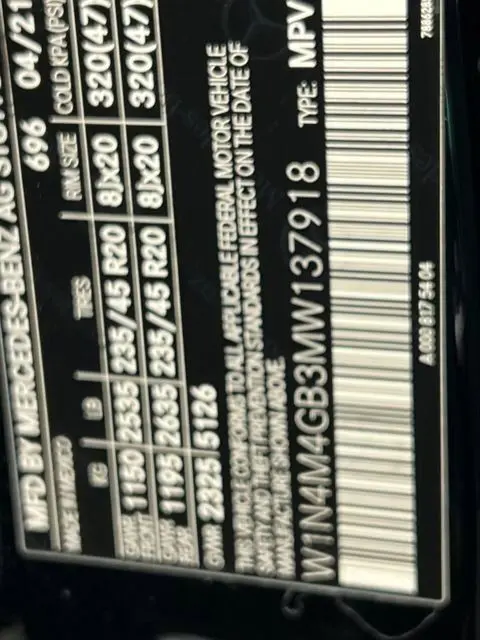 MFD BY MERCEDES-BENZ AG STUTTG
MADE IN MEXICO 696 04/21
KG LB TIRES RIM SIZE COLD KPA (PSI)
GAWR FRONT 1150 2535 235/45 R20 8Jx20 320(47)
GAWR REAR 1195 2635 235/45 R20 8Jx20 320(47)
GVWR 2325 5126
THIS VEHICLE CONFORMS TO ALL APPLICABLE FEDERAL MOTOR VEHICLE
SAFETY AND THEFT PREVENTION STANDARDS IN EFFECT ON THE DATE OF
MANUFACTURE SHOWN ABOVE.
W1N4M4GB3MW137918 TYPE: MPV
A 000 817 54 04